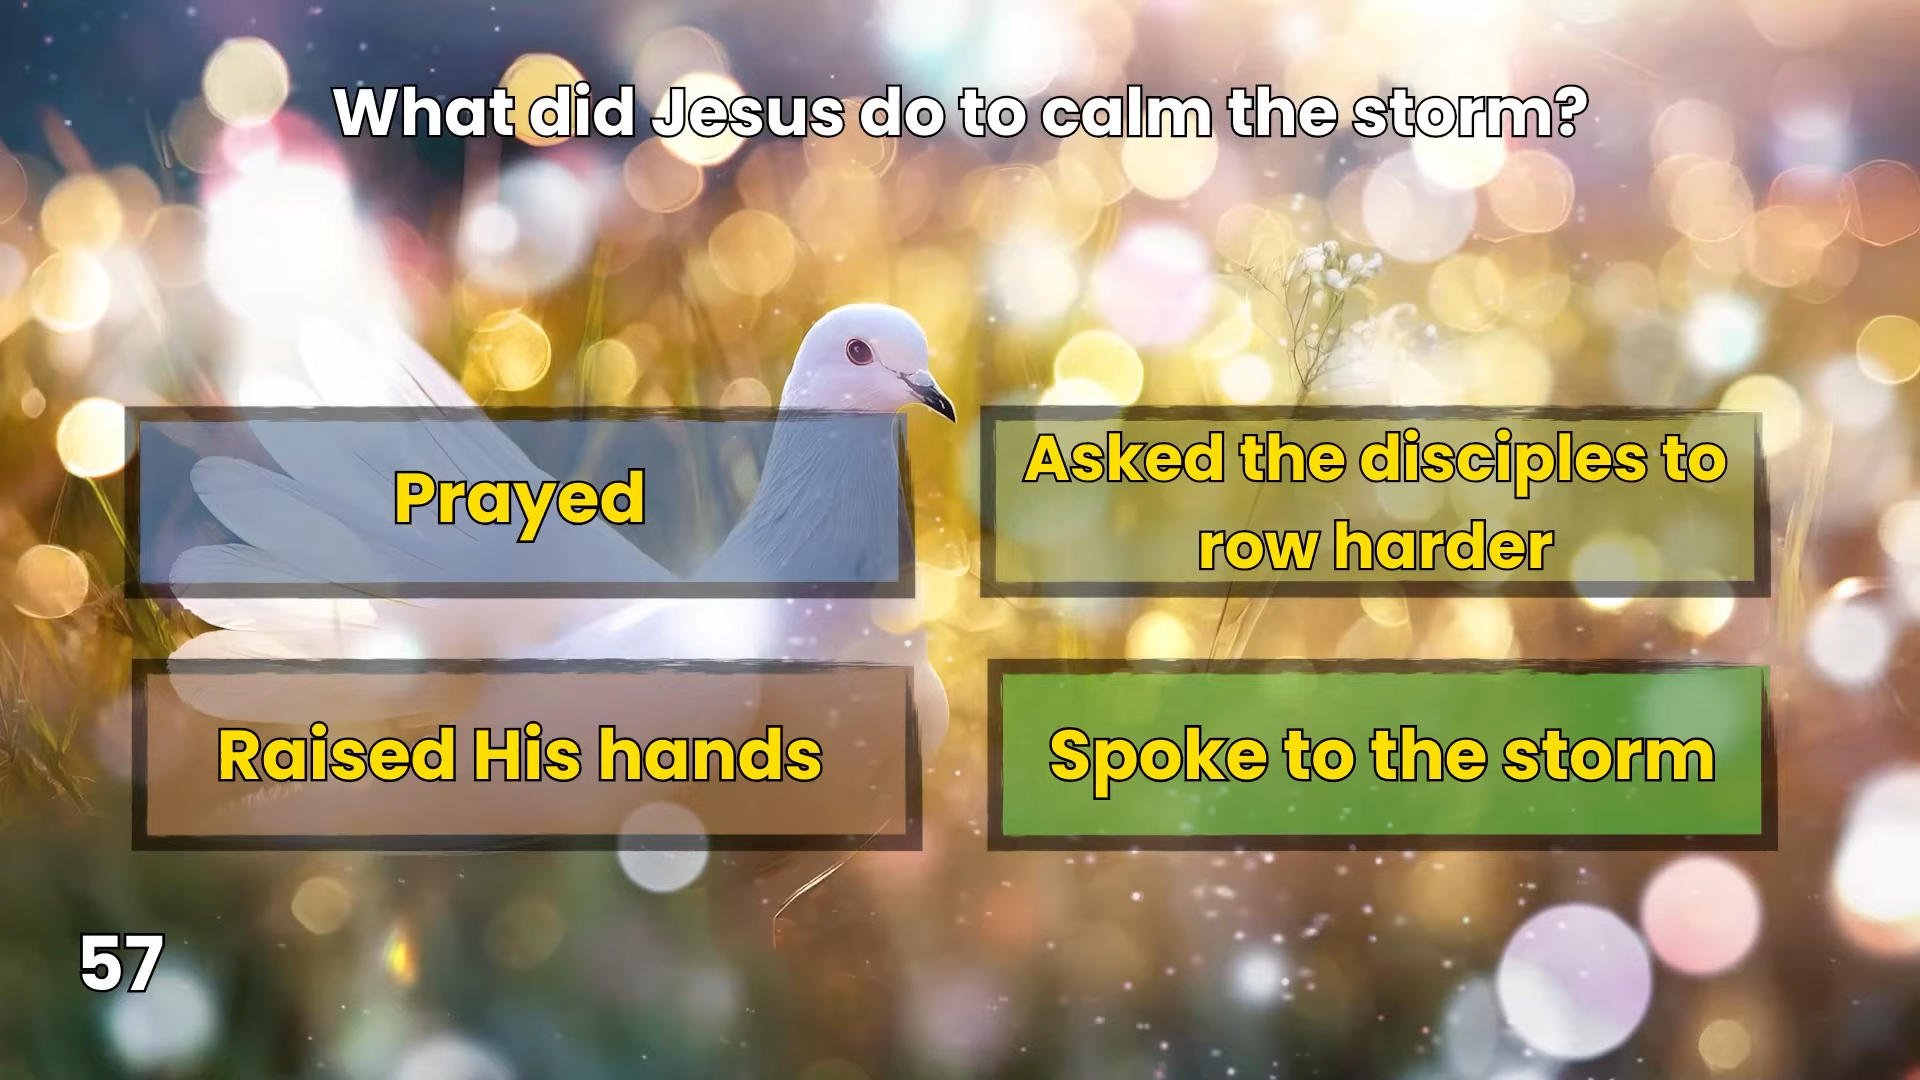 What did Jesus do to calm the storm?
Prayed
Asked the disciples to
row harder
Raised His hands
Spoke to the storm
57